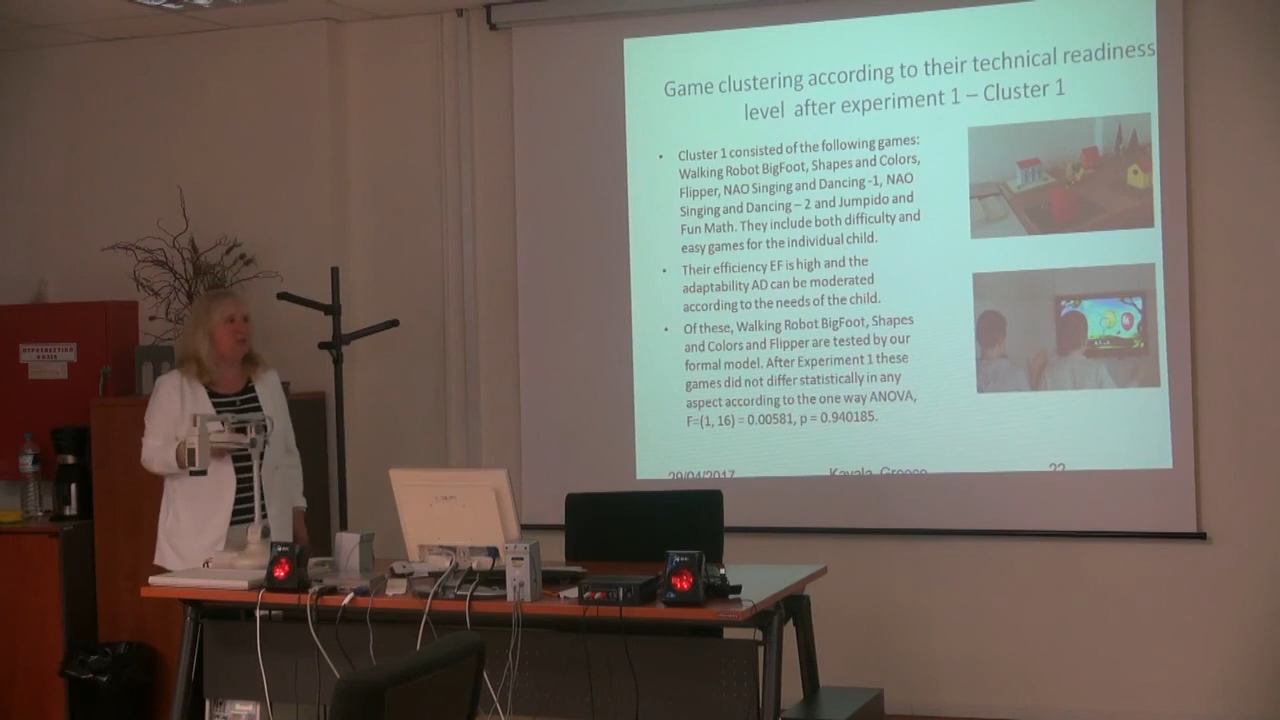 Game clustering according to their technical readiness
level after experiment 1 – Cluster 1
• Cluster 1 consisted of the following games:
Walking Robot BigFoot, Shapes and Colors,
Flipper, NAO Singing and Dancing -1, NAO
Singing and Dancing – 2 and Jumpido and
Fun Math. They include both difficulty and
easy games for the individual child.
• Their efficiency EF is high and the
adaptability AD can be moderated
according to the needs of the child.
• Of these, Walking Robot BigFoot, Shapes
and Colors and Flipper are tested by our
formal model. After Experiment 1 these
games did not differ statistically in any
aspect according to the one way ANOVA,
F=(1, 16) = 0.00581, p = 0.940185.
29/04/2017 Kavala, Greece 22
ΠΥΡΟΣΒΕΣΤΙΚΗ
ΦΩΛΙΑ